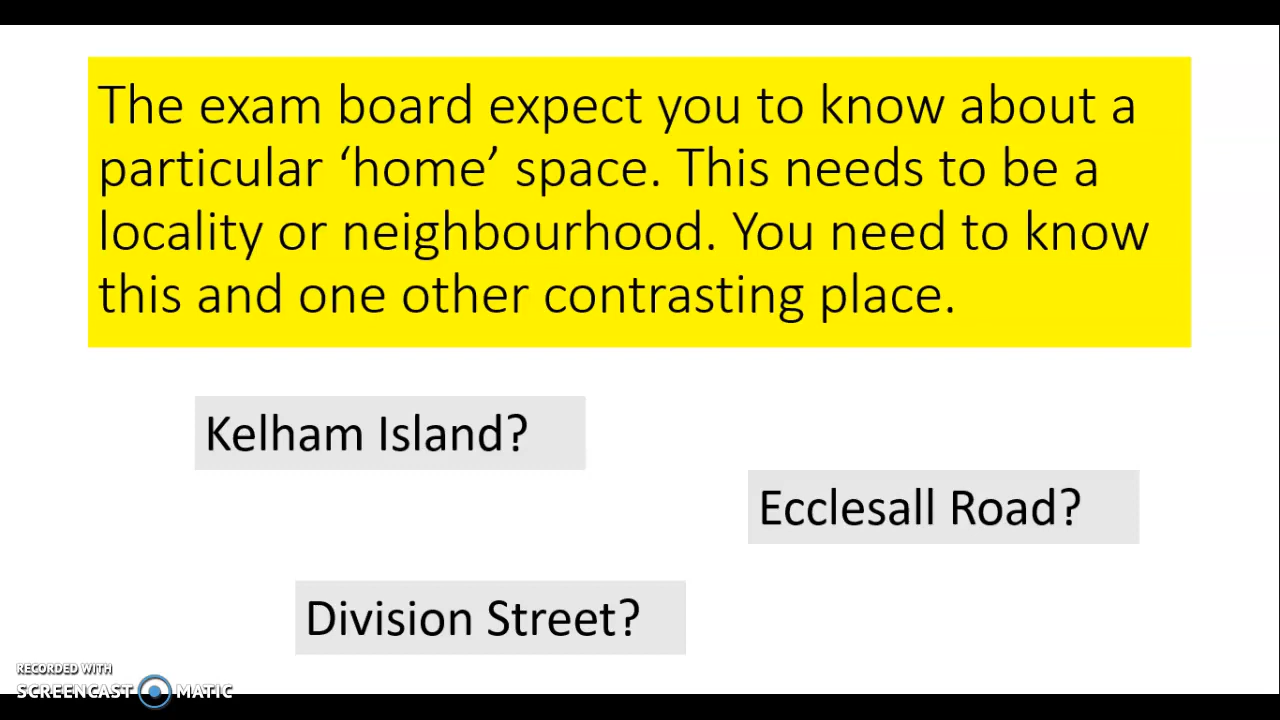 The exam board expect you to know about a
particular ‘home’ space. This needs to be a
locality or neighbourhood. You need to know
this and one other contrasting place.
Kelham Island?
Ecclesall Road?
Division Street?
RECORDED WITH
SCREENCAST MATIC